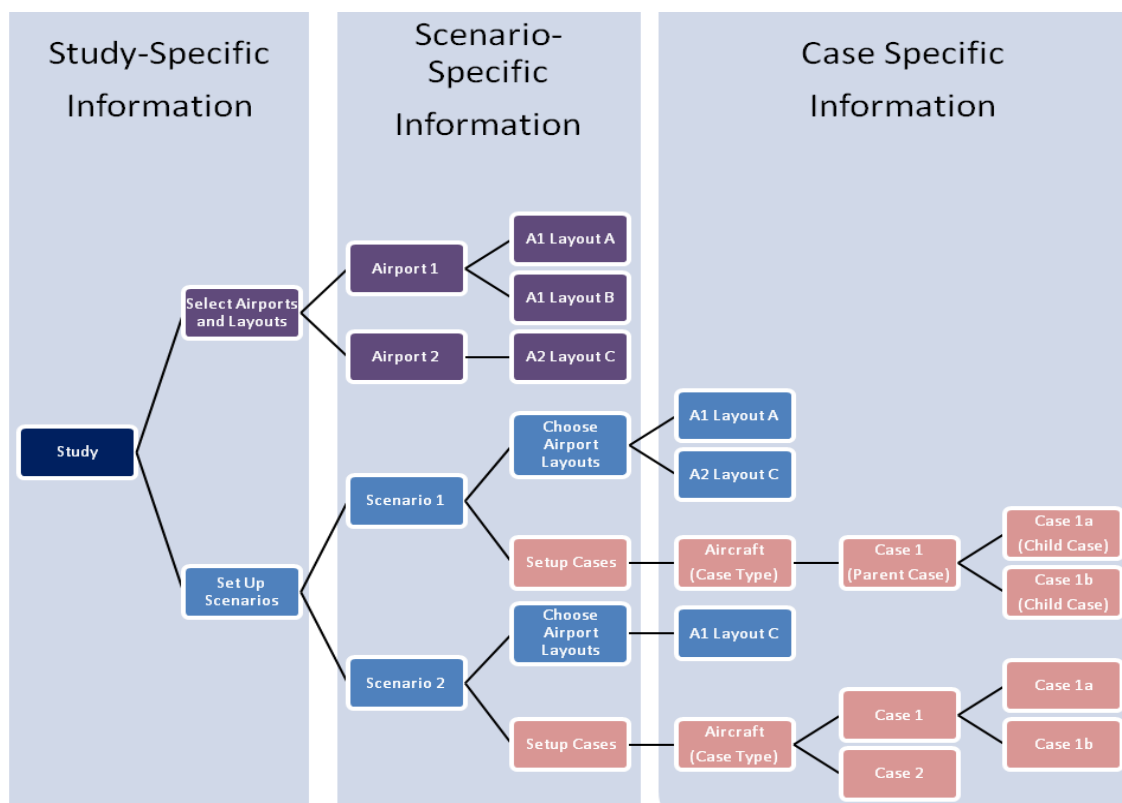 Study-Specific
Information
Scenario-
Specific
Information
Case Specific
Information
Study
Select Airports
and Layouts
Airport 1
A1 Layout A
A1 Layout B
Airport 2
A2 Layout C
Set Up
Scenarios
Scenario 1
Choose
Airport
Layouts
A1 Layout A
A2 Layout C
Setup Cases
Aircraft
(Case Type)
Case 1
(Parent Case)
Case 1a
(Child Case)
Case 1b
(Child Case)
Scenario 2
Choose
Airport
Layouts
A1 Layout C
Setup Cases
Aircraft
(Case Type)
Case 1
Case 1a
Case 1b
Case 2